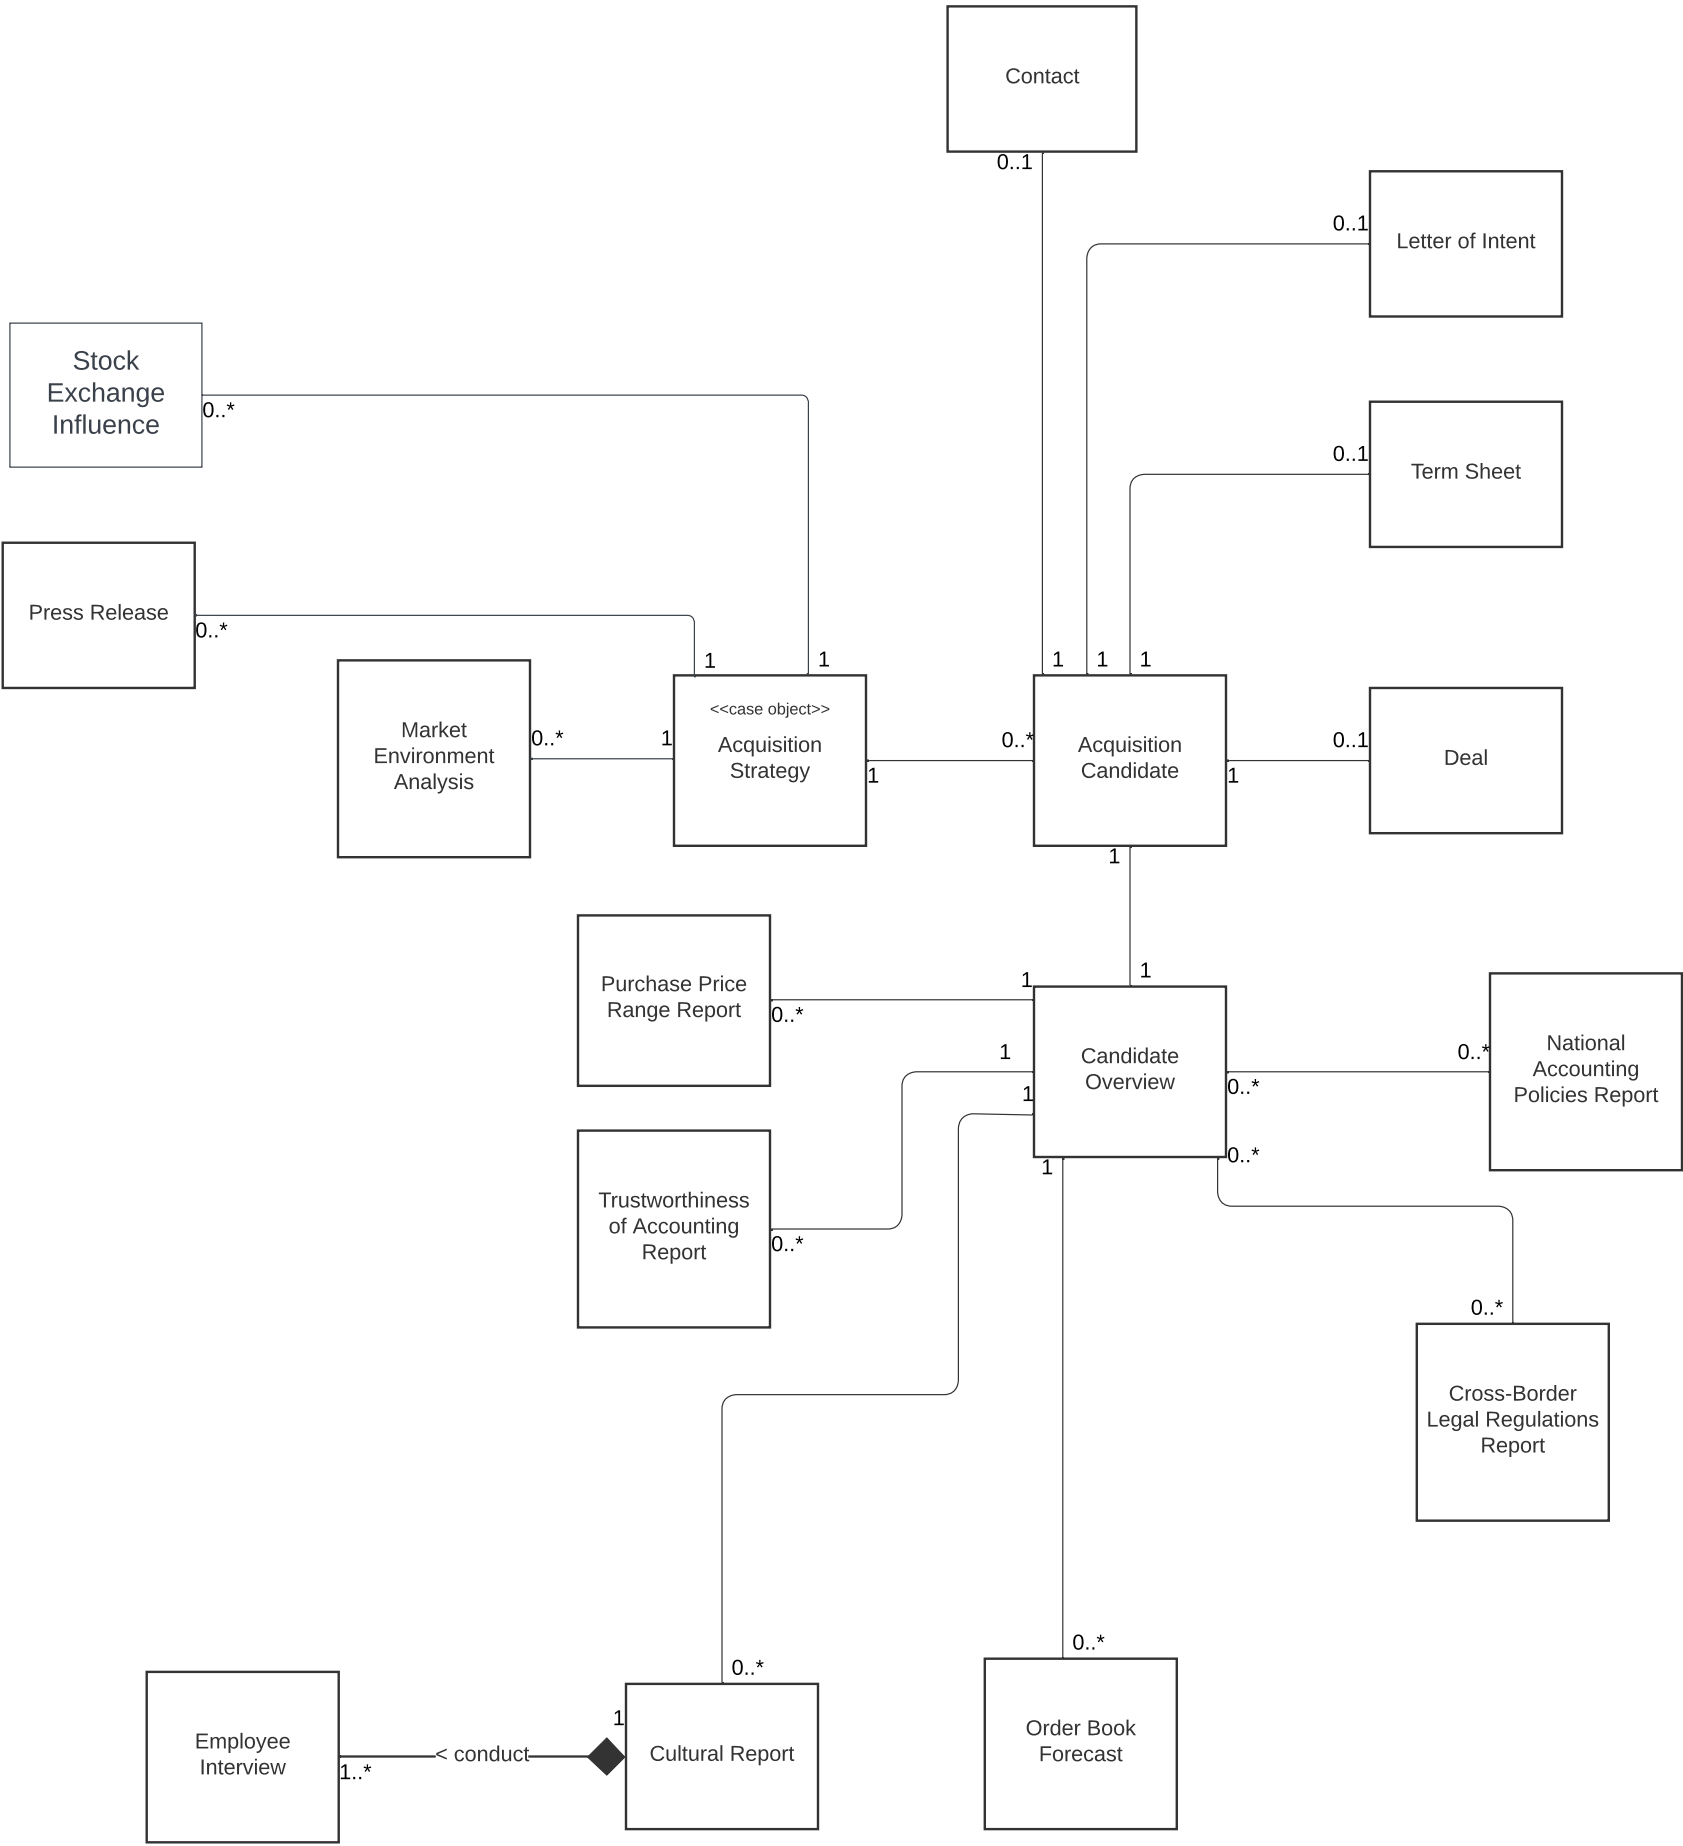 Contact
0..1
0..1
Letter of Intent
Stock
Exchange
Influence
0..*
0..1
Term Sheet
Press Release
0..*
1
1
1
1
1
Market
Environment
Analysis
0..*
1
<<case object>>
Acquisition
Strategy
1
0..*
Acquisition
Candidate
1
0..1
Deal
1
1
Purchase Price
Range Report
0..*
1
1
1
Candidate
Overview
0..*
0..*
National
Accounting
Policies Report
Trustworthiness
of Accounting
Report
0..*
1
0..*
0..*
Cross-Border
Legal Regulations
Report
0..*
0..*
Employee
Interview
1..*
< conduct
1
Cultural Report
Order Book
Forecast